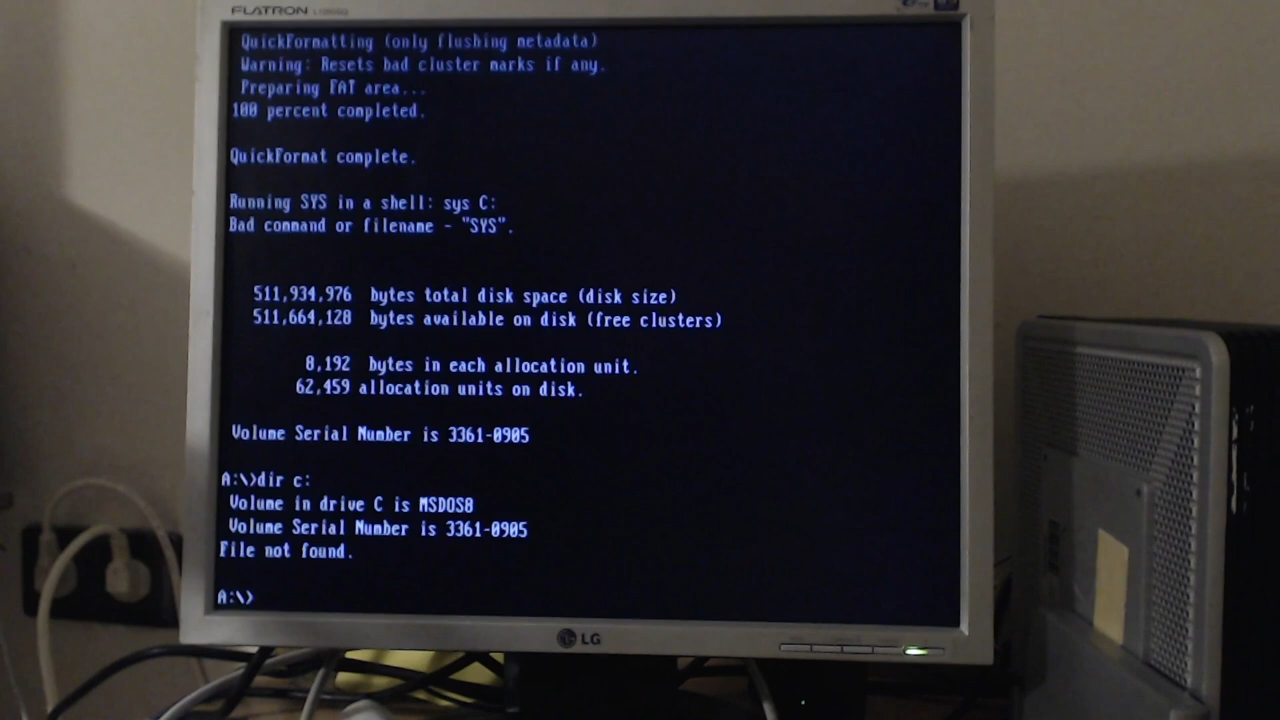 FLATRON
QuickFormatting (only flushing metadata)
Warning: Resets bad cluster marks if any.
Preparing FAT area...
100 percent completed.
QuickFormat complete.
Running SYS in a shell: sys C:
Bad command or filename - "SYS".
511,934,976 bytes total disk space (disk size)
511,664,128 bytes available on disk (free clusters)
8,192 bytes in each allocation unit.
62,459 allocation units on disk.
Volume Serial Number is 3361-0905
A:\>dir c:
Volume in drive C is MSDOS8
Volume Serial Number is 3361-0905
File not found.
A:\>
LG